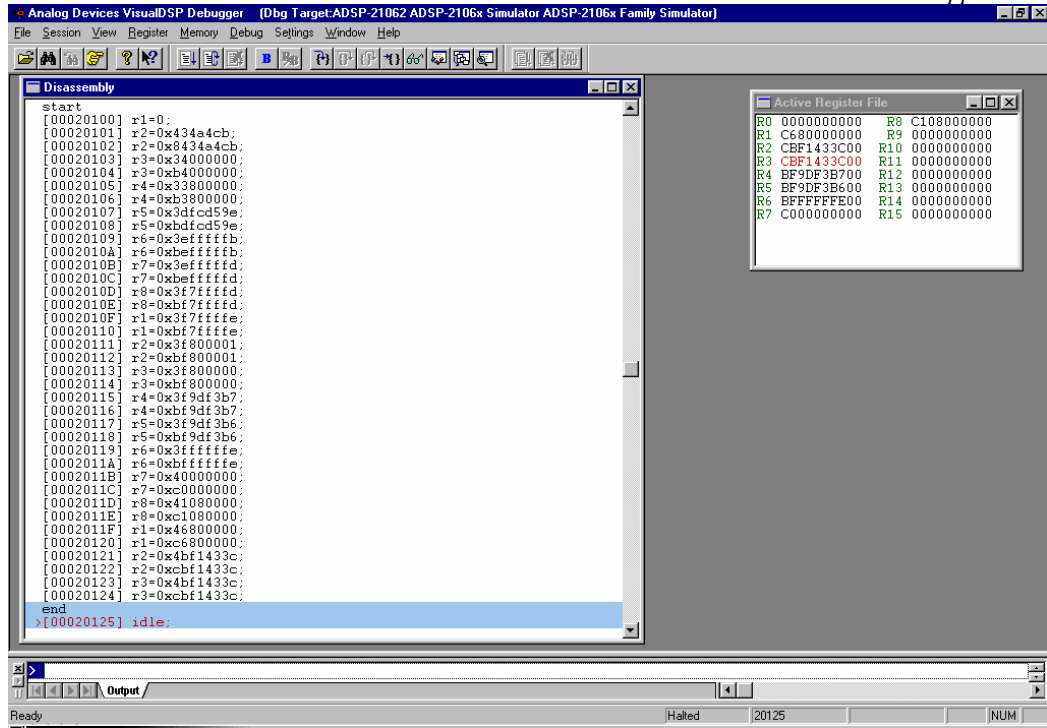 Analog Devices VisualDSP Debugger (Dbg Target:ADSP-21062 ADSP-2106x Simulator ADSP-2106x Family Simulator)
File Session View Register Memory Debug Settings Window Help
Disassembly
start
[00020100] r1=0;
[00020101] r2=0x434a4cb;
[00020102] r2=0x8434a4cb;
[00020103] r3=0x34000000;
[00020104] r3=0xb4000000;
[00020105] r4=0x33800000;
[00020106] r4=0xb3800000;
[00020107] r5=0x3dfcd59e;
[00020108] r5=0xbdfcd59e;
[00020109] r6=0x3efffffb;
[0002010A] r6=0xbefffffb;
[0002010B] r7=0x3efffffd;
[0002010C] r7=0xbefffffd;
[0002010D] r8=0x3f7ffffd;
[0002010E] r8=0xbf7ffffd;
[0002010F] r1=0x3f7ffffe;
[00020110] r1=0xbf7ffffe;
[00020111] r2=0x3f800001;
[00020112] r2=0xbf800001;
[00020113] r3=0x3f800000;
[00020114] r3=0xbf800000;
[00020115] r4=0x3f9df3b7;
[00020116] r4=0xbf9df3b7;
[00020117] r5=0x3f9df3b6;
[00020118] r5=0xbf9df3b6;
[00020119] r6=0x3ffffffe;
[0002011A] r6=0xbffffffe;
[0002011B] r7=0x40000000;
[0002011C] r7=0xc0000000;
[0002011D] r8=0x41080000;
[0002011E] r8=0xc1080000;
[0002011F] r1=0x46800000;
[00020120] r1=0xc6800000;
[00020121] r2=0x4bf1433c;
[00020122] r2=0xcbf1433c;
[00020123] r3=0x4bf1433c;
[00020124] r3=0xcbf1433c;
end
>[00020125] idle;
Active Register File
R0 0000000000 R8 C108000000
R1 C680000000 R9 0000000000
R2 CBF1433C00 R10 0000000000
R3 CBF1433C00 R11 0000000000
R4 BF9DF3B700 R12 0000000000
R5 BF9DF3B600 R13 0000000000
R6 BFFFFFFE00 R14 0000000000
R7 C000000000 R15 0000000000
>
Output
Ready Halted 20125 NUM